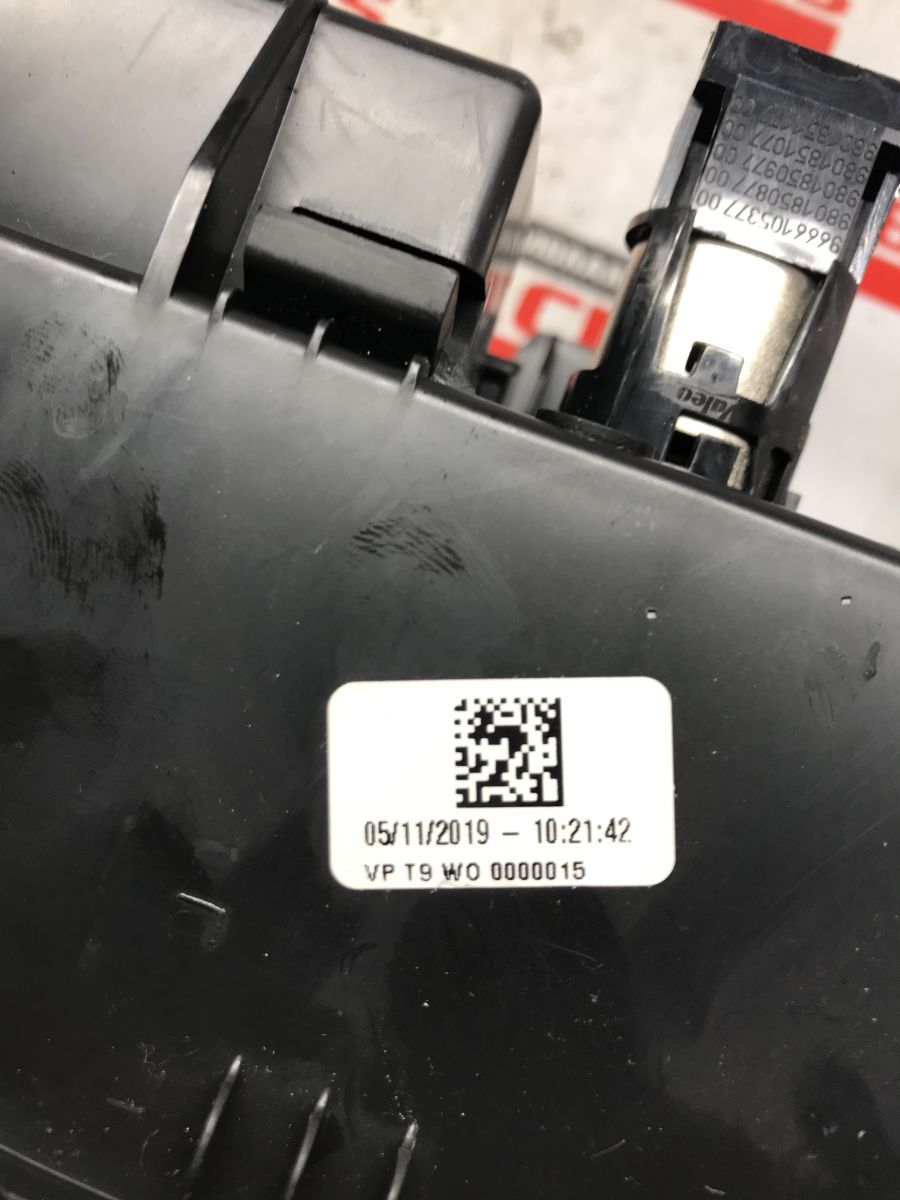 9666105377 00
9801850877 00
9801850977 00
9801851077 00
Valeo
05/11/2019 - 10:21:42
VP T9 WO 0000015